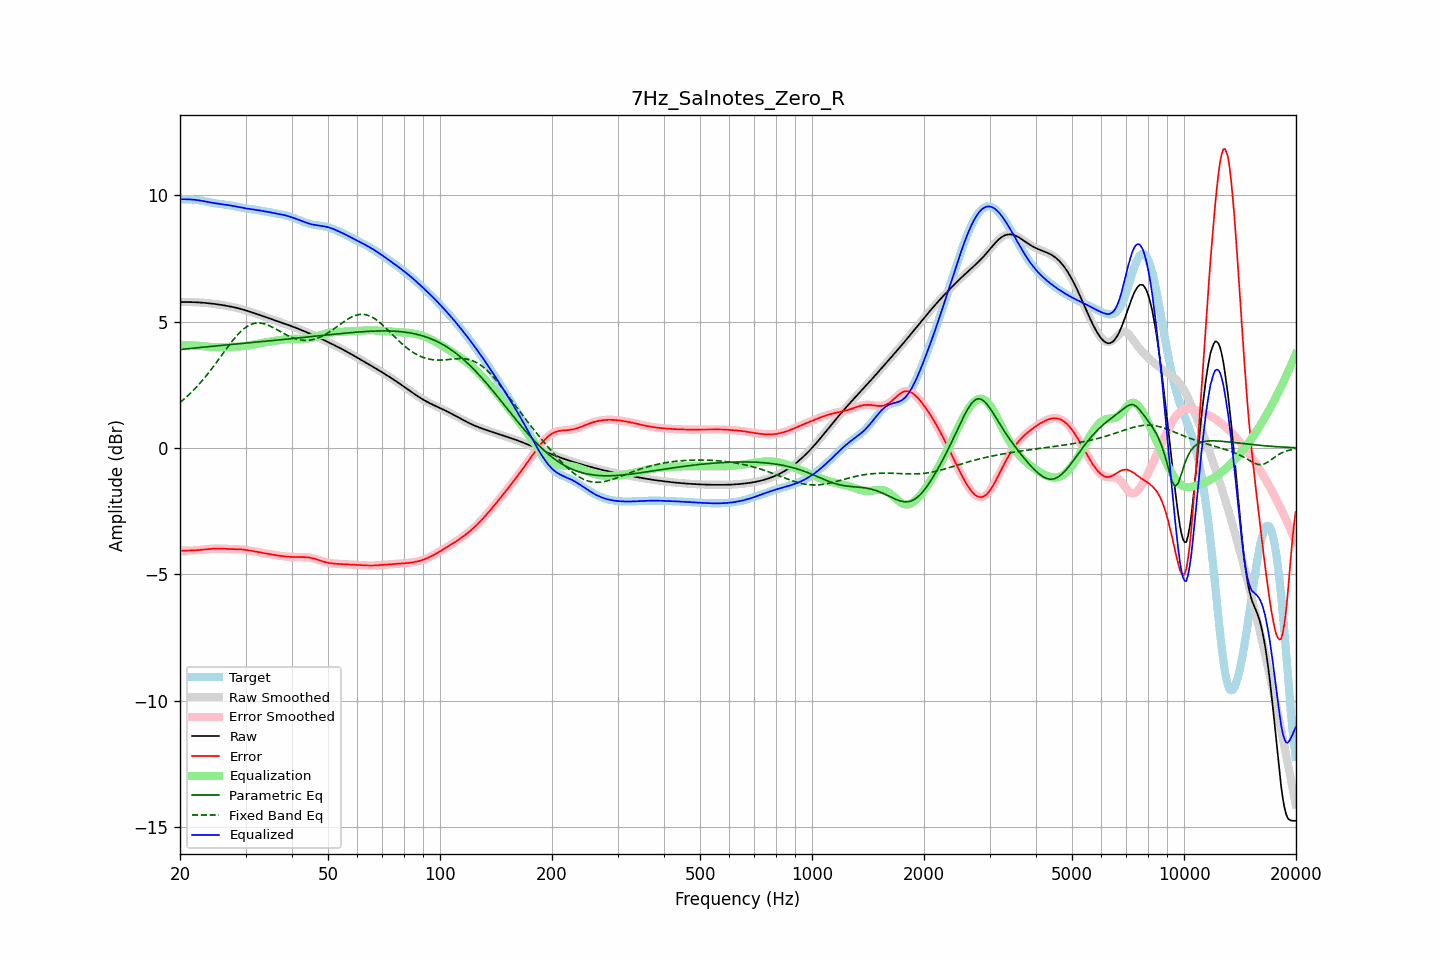 7Hz_Salnotes_Zero_R
Amplitude (dBr)
10
5
0
−5
−10
−15
Target
Raw Smoothed
Error Smoothed
Raw
Error
Equalization
Parametric Eq
Fixed Band Eq
Equalized
20
50
100
200
500
1000
2000
5000
10000
20000
Frequency (Hz)